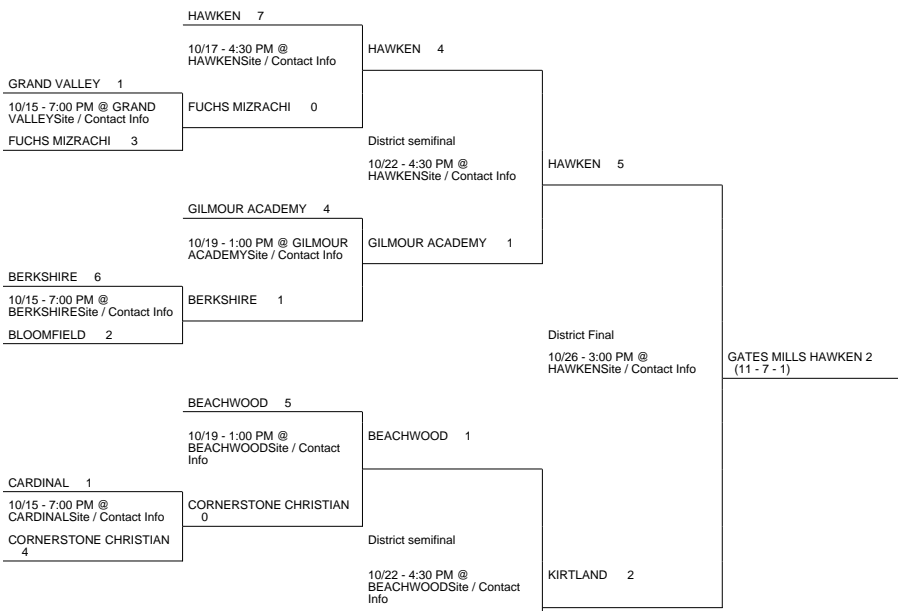 HAWKEN 7
10/17 - 4:30 PM @
HAWKENSite / Contact Info
HAWKEN 4
GRAND VALLEY 1
10/15 - 7:00 PM @ GRAND
VALLEYSite / Contact Info
FUCHS MIZRACHI 0
FUCHS MIZRACHI 3
District semifinal
10/22 - 4:30 PM @
HAWKENSite / Contact Info
HAWKEN 5
GILMOUR ACADEMY 4
10/19 - 1:00 PM @ GILMOUR
ACADEMYSite / Contact Info
GILMOUR ACADEMY 1
BERKSHIRE 6
10/15 - 7:00 PM @
BERKSHIRESite / Contact Info
BERKSHIRE 1
BLOOMFIELD 2
District Final
10/26 - 3:00 PM @
HAWKENSite / Contact Info
GATES MILLS HAWKEN 2
(11 - 7 - 1)
BEACHWOOD 5
10/19 - 1:00 PM @
BEACHWOODSite / Contact
Info
BEACHWOOD 1
CARDINAL 1
10/15 - 7:00 PM @
CARDINALSite / Contact Info
CORNERSTONE CHRISTIAN
0
CORNERSTONE CHRISTIAN
4
District semifinal
10/22 - 4:30 PM @
BEACHWOODSite / Contact
Info
KIRTLAND 2